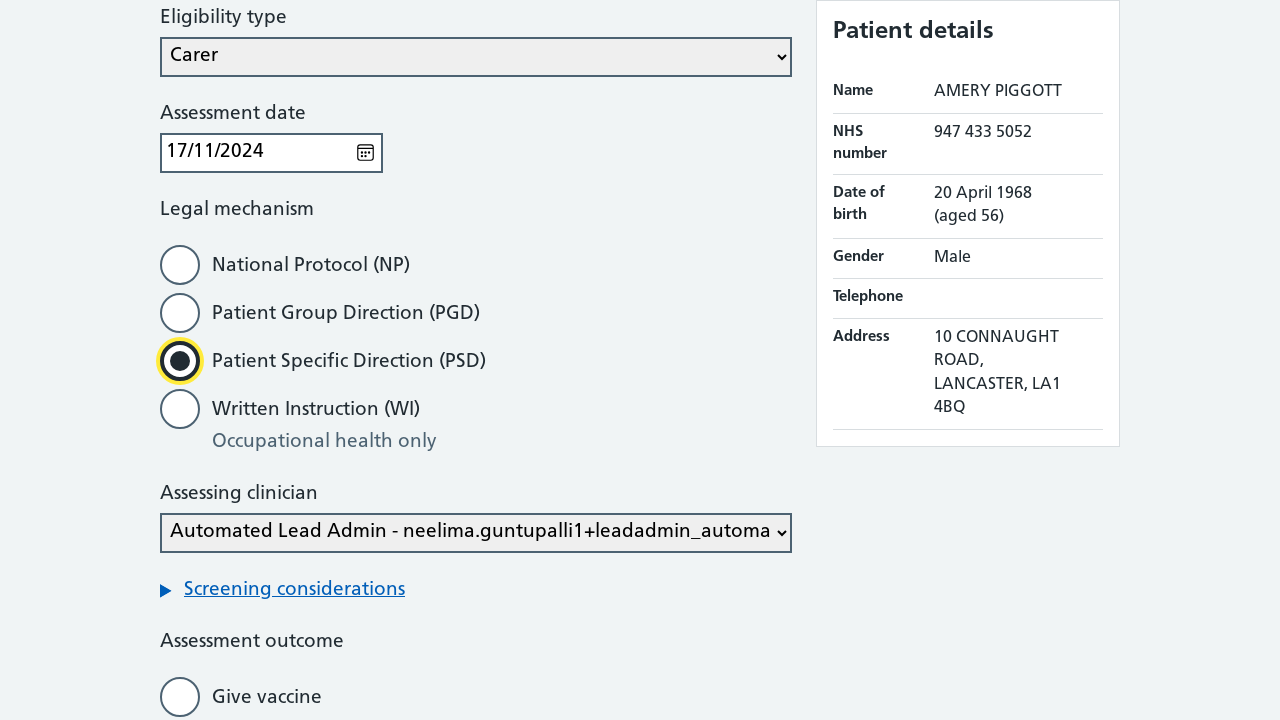 Eligibility type
Carer
Assessment date
17/11/2024
Legal mechanism
National Protocol (NP)
Patient Group Direction (PGD)
Patient Specific Direction (PSD)
Written Instruction (WI)
Occupational health only
Assessing clinician
Automated Lead Admin - neelima.guntupalli1+leadadmin_automa
Screening considerations
Assessment outcome
Give vaccine
Patient details
Name AMERY PIGGOTT
NHS number 947 433 5052
Date of birth 20 April 1968 (aged 56)
Gender Male
Telephone
Address 10 CONNAUGHT
ROAD,
LANCASTER, LA1
4BQ